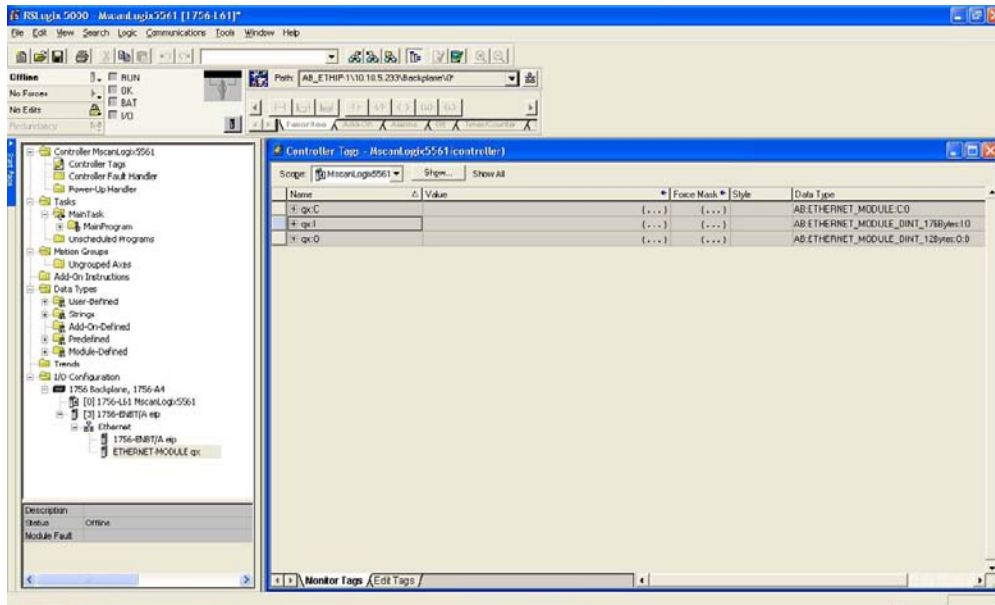 RSLogix 5000 - MscanLogix5561 [1756-L61]*
File Edit View Search Logic Communications Tools Window Help
Offline
RUN
No Forces
OK
BAT
No Edits
I/O
Redundancy
Path: AB_ETHIP-1\10.10.5.233\Backplane\0*
Favorites Add-On Alarms Bit Timer/Counter
Start Page
Controller MscanLogix5561
Controller Tags
Controller Fault Handler
Power-Up Handler
Tasks
MainTask
MainProgram
Unscheduled Programs
Motion Groups
Ungrouped Axes
Add-On Instructions
Data Types
User-Defined
Strings
Add-On-Defined
Predefined
Module-Defined
Trends
I/O Configuration
1756 Backplane, 1756-A4
[0] 1756-L61 MscanLogix5561
[3] 1756-ENBT/A eip
Ethernet
1756-ENBT/A eip
ETHERNET-MODULE qx
Description
Status Offline
Module Fault
Controller Tags - MscanLogix5561(controller)
Scope: MscanLogix5561 Show... Show All
Name Value Force Mask Style Data Type
qx:C {...} {...} AB:ETHERNET_MODULE:C:0
qx:I {...} {...} AB:ETHERNET_MODULE_DINT_176Bytes:I:0
qx:O {...} {...} AB:ETHERNET_MODULE_DINT_12Bytes:O:0
Monitor Tags Edit Tags